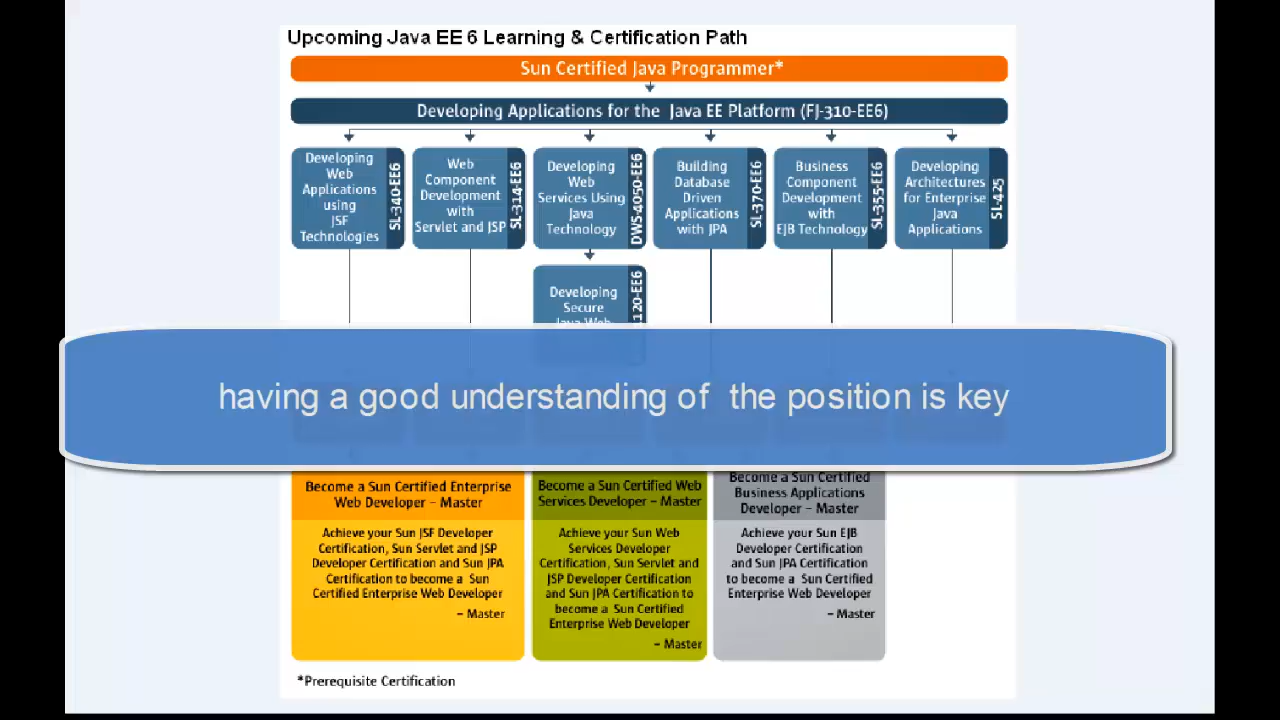 Upcoming Java EE 6 Learning & Certification Path
Sun Certified Java Programmer*
Developing Applications for the Java EE Platform (FJ-310-EE6)
Developing
Web
Applications
using
JSF
Technologies
SL-340-EE6
Web
Component
Development
with
Servlet and JSP
SL-314-EE6
Developing
Web
Services Using
Java
Technology
DWS-4050-EE6
Building
Database
Driven
Applications
with JPA
SL-370-EE6
Business
Component
Development
with
EJB Technology
SL-355-EE6
Developing
Architectures
for Enterprise
Java
Applications
SL-425
Developing
Secure
Java Web
120-EE6
having a good understanding of the position is key
Become a Sun Certified Enterprise
Web Developer – Master
Achieve your Sun JSF Developer
Certification, Sun Servlet and JSP
Developer Certification and Sun JPA
Certification to become a Sun
Certified Enterprise Web Developer
– Master
Become a Sun Certified Web
Services Developer – Master
Achieve your Sun Web
Services Developer
Certification, Sun Servlet and
JSP Developer Certification
and Sun JPA Certification to
become a Sun Certified
Enterprise Web Developer
– Master
Become a Sun Certified
Business Applications
Developer – Master
Achieve your Sun EJB
Developer Certification
and Sun JPA Certification
to become a Sun Certified
Enterprise Web Developer
– Master
*Prerequisite Certification